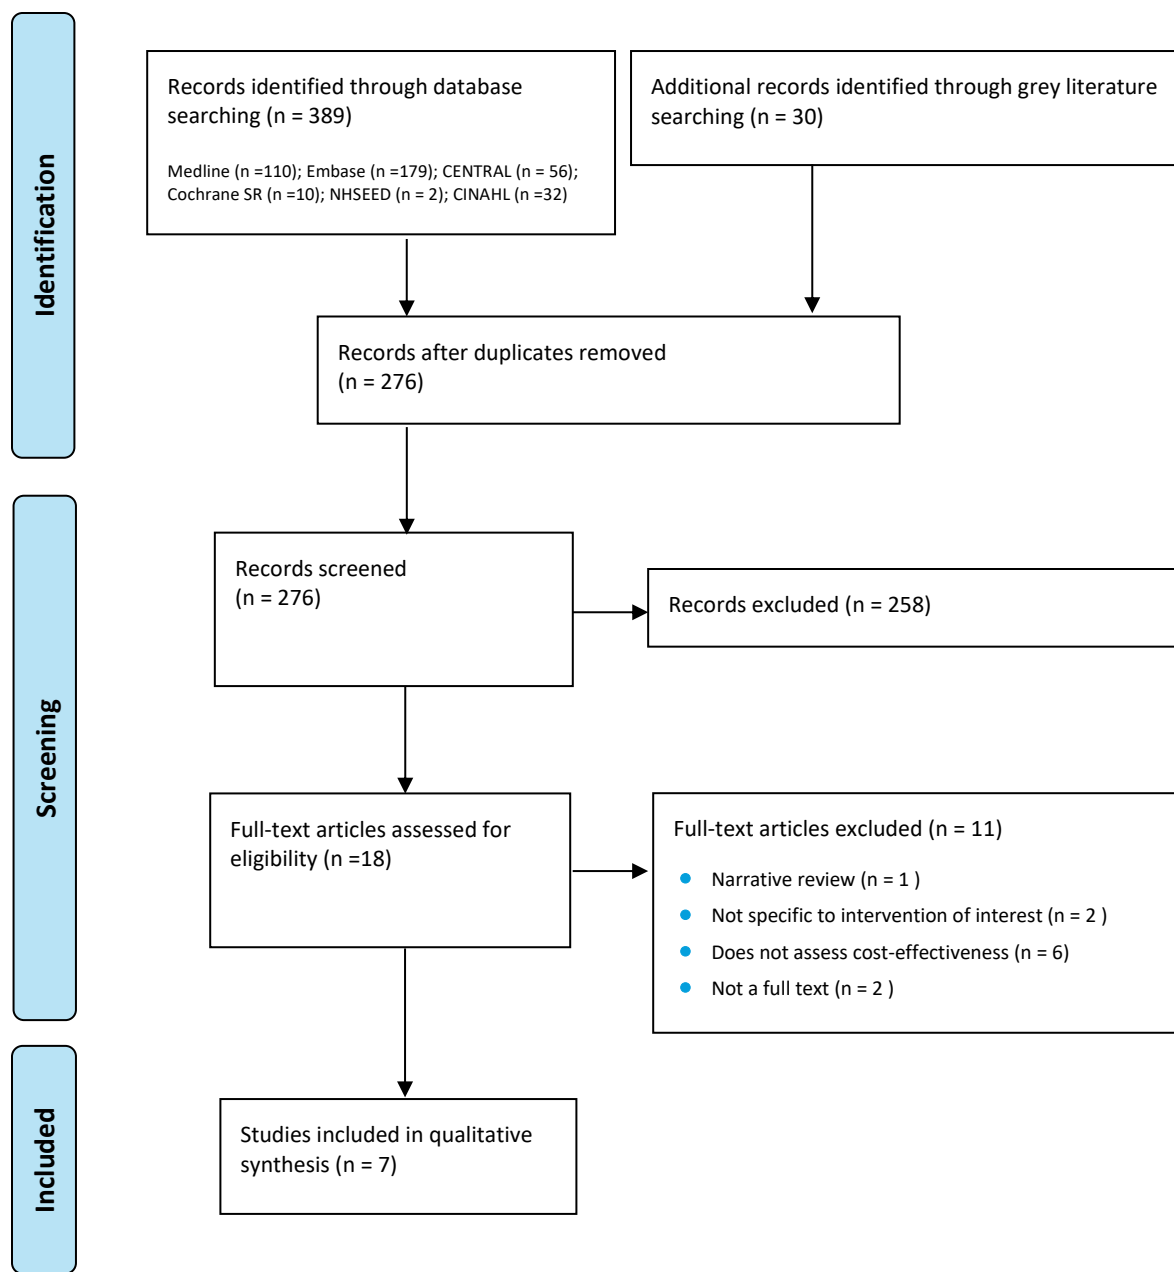 Identification
Records identified through database
searching (n = 389)
Medline (n =110); Embase (n =179); CENTRAL (n = 56);
Cochrane SR (n =10); NHSEED (n = 2); CINAHL (n =32)
Additional records identified through grey literature
searching (n = 30)
Records after duplicates removed
(n = 276)
Screening
Records screened
(n = 276)
Records excluded (n = 258)
Full-text articles assessed for
eligibility (n =18)
Full-text articles excluded (n = 11)
Narrative review (n = 1 )
Not specific to intervention of interest (n = 2 )
Does not assess cost-effectiveness (n = 6)
Not a full text (n = 2 )
Included
Studies included in qualitative
synthesis (n = 7)